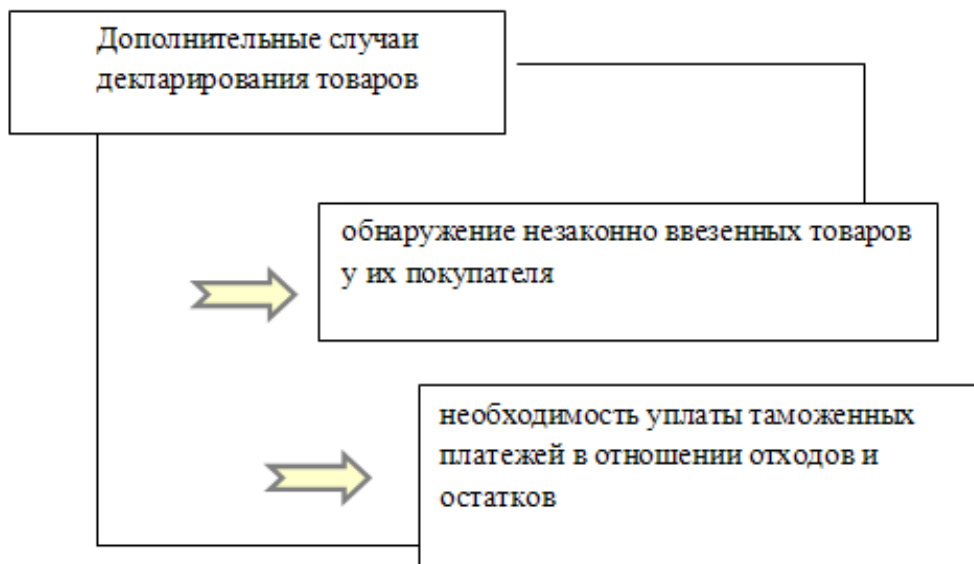 Дополнительные случаи
декларирования товаров
обнаружение незаконно ввезенных товаров
у их покупателя
необходимость уплаты таможенных
платежей в отношении отходов и
остатков